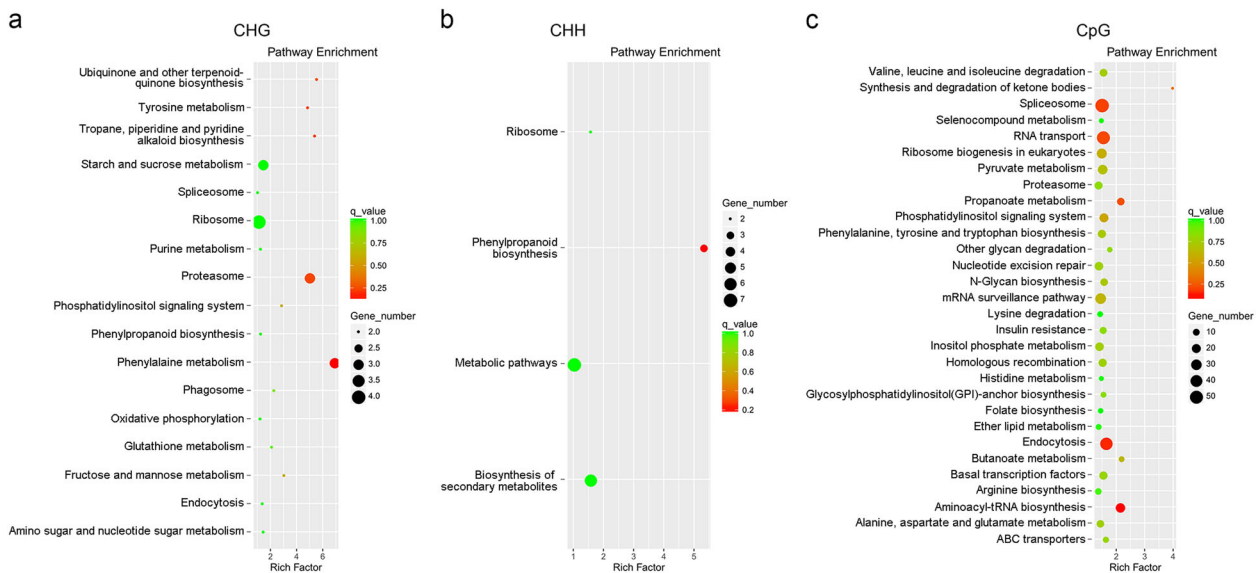 a
CHG
Pathway Enrichment
Ubiquinone and other terpenoid-
quinone biosynthesis
Tyrosine metabolism
Tropane, piperidine and pyridine
alkaloid biosynthesis
Starch and sucrose metabolism
Spliceosome
Ribosome
Purine metabolism
Proteasome
Phosphatidylinositol signaling system
Phenylpropanoid biosynthesis
Phenylalaine metabolism
Phagosome
Oxidative phosphorylation
Glutathione metabolism
Fructose and mannose metabolism
Endocytosis
Amino sugar and nucleotide sugar metabolism
2 4 6
Rich Factor
q_value
1.00
0.75
0.50
0.25
Gene_number
2.0
2.5
3.0
3.5
4.0
b
CHH
Pathway Enrichment
Ribosome
Phenylpropanoid
biosynthesis
Metabolic pathways
Biosynthesis of
secondary metabolites
1 2 3 4 5
Rich Factor
Gene_number
2
3
4
5
6
7
q_value
1.0
0.8
0.6
0.4
0.2
c
CpG
Pathway Enrichment
Valine, leucine and isoleucine degradation
Synthesis and degradation of ketone bodies
Spliceosome
Selenocompound metabolism
RNA transport
Ribosome biogenesis in eukaryotes
Pyruvate metabolism
Proteasome
Propanoate metabolism
Phosphatidylinositol signaling system
Phenylalanine, tyrosine and tryptophan biosynthesis
Other glycan degradation
Nucleotide excision repair
N-Glycan biosynthesis
mRNA surveillance pathway
Lysine degradation
Insulin resistance
Inositol phosphate metabolism
Homologous recombination
Histidine metabolism
Glycosylphosphatidylinositol(GPI)-anchor biosynthesis
Folate biosynthesis
Ether lipid metabolism
Endocytosis
Butanoate metabolism
Basal transcription factors
Arginine biosynthesis
Aminoacyl-tRNA biosynthesis
Alanine, aspartate and glutamate metabolism
ABC transporters
2 3 4
Rich Factor
q_value
1.00
0.75
0.50
0.25
Gene_number
10
20
30
40
50